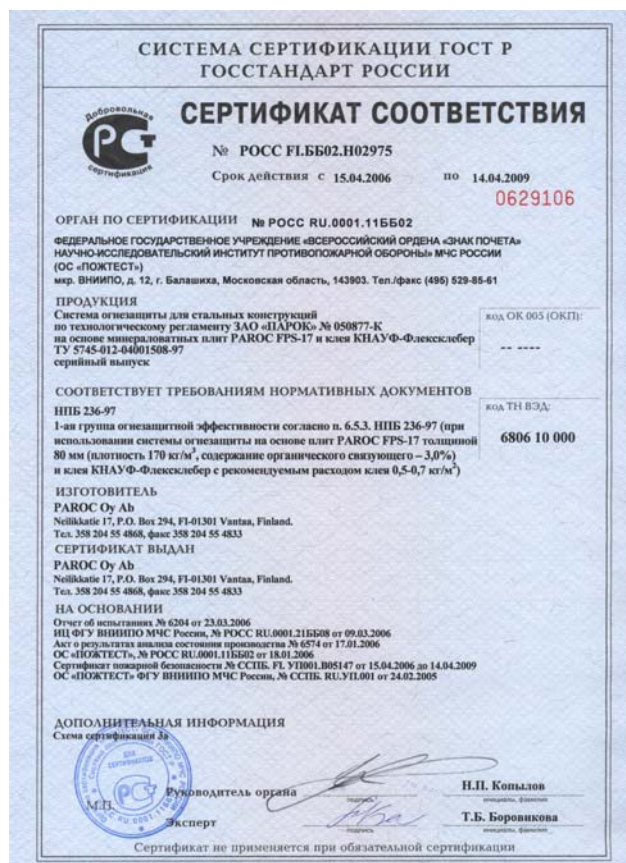 СИСТЕМА СЕРТИФИКАЦИИ ГОСТ Р
ГОССТАНДАРТ РОССИИ
Добровольная
сертификация
СЕРТИФИКАТ СООТВЕТСТВИЯ
№ РОСС FI.ББ02.Н02975
Срок действия с 15.04.2006 по 14.04.2009
0629106
ОРГАН ПО СЕРТИФИКАЦИИ № РОСС RU.0001.11ББ02
ФЕДЕРАЛЬНОЕ ГОСУДАРСТВЕННОЕ УЧРЕЖДЕНИЕ «ВСЕРОССИЙСКИЙ ОРДЕНА «ЗНАК ПОЧЕТА»
НАУЧНО-ИССЛЕДОВАТЕЛЬСКИЙ ИНСТИТУТ ПРОТИВОПОЖАРНОЙ ОБОРОНЫ» МЧС РОССИИ
(ОС «ПОЖТЕСТ»)
мкр. ВНИИПО, д. 12, г. Балашиха, Московская область, 143903. Тел./факс (495) 529-85-61
ПРОДУКЦИЯ
Система огнезащиты для стальных конструкций
по технологическому регламенту ЗАО «ПАРОК» № 050877-К
на основе минераловатных плит PAROC FPS-17 и клея КНАУФ-Флексклебер
ТУ 5745-012-04001508-97
серийный выпуск
код ОК 005 (ОКП):
-- ----
СООТВЕТСТВУЕТ ТРЕБОВАНИЯМ НОРМАТИВНЫХ ДОКУМЕНТОВ
НПБ 236-97
1-ая группа огнезащитной эффективности согласно п. 6.5.3. НПБ 236-97 (при
использовании системы огнезащиты на основе плит PAROC FPS-17 толщиной
80 мм (плотность 170 кг/м³, содержание органического связующего – 3,0%)
и клея КНАУФ-Флексклебер с рекомендуемым расходом клея 0,5-0,7 кг/м²)
код ТН ВЭД:
6806 10 000
ИЗГОТОВИТЕЛЬ
PAROC Oy Ab
Neilikkatie 17, P.O. Box 294, FI-01301 Vantaa, Finland.
Тел. 358 204 55 4868, факс 358 204 55 4833
СЕРТИФИКАТ ВЫДАН
PAROC Oy Ab
Neilikkatie 17, P.O. Box 294, FI-01301 Vantaa, Finland.
Тел. 358 204 55 4868, факс 358 204 55 4833
НА ОСНОВАНИИ
Отчет об испытаниях № 6204 от 23.03.2006
ИЦ ФГУ ВНИИПО МЧС России, № РОСС RU.0001.21ББ08 от 09.03.2006
Акт о результатах анализа состояния производства № 6574 от 17.01.2006
ОС «ПОЖТЕСТ», № РОСС RU.0001.11ББ02 от 18.01.2006
Сертификат пожарной безопасности № ССПБ. FI. УП001.В05147 от 15.04.2006 до 14.04.2009
ОС «ПОЖТЕСТ» ФГУ ВНИИПО МЧС России, № ССПБ. RU.УП.001 от 24.02.2005
ДОПОЛНИТЕЛЬНАЯ ИНФОРМАЦИЯ
Схема сертификации 3а
ДЛЯ
СЕРТИФИКАТОВ
М.П.
Руководитель органа
подпись
Н.П. Копылов
инициалы, фамилия
Эксперт
подпись
Т.Б. Боровикова
инициалы, фамилия
Сертификат не применяется при обязательной сертификации